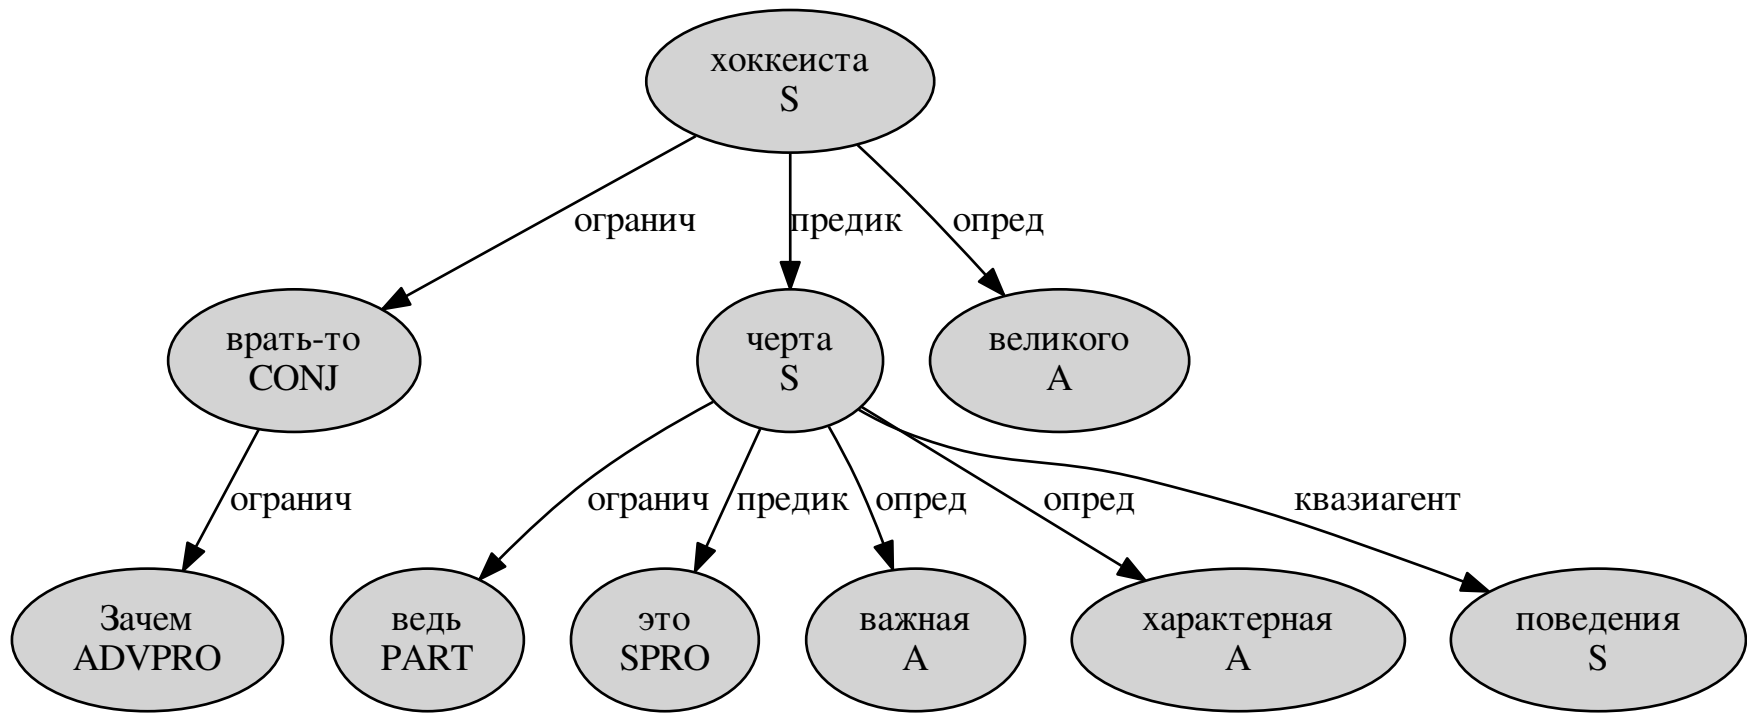 хоккеиста
S
огранич
предик
опред
врать-то
CONJ
черта
S
великого
A
огранич
огранич
предик
опред
опред
квазиагент
Зачем
ADVPRO
ведь
PART
это
SPRO
важная
A
характерная
A
поведения
S